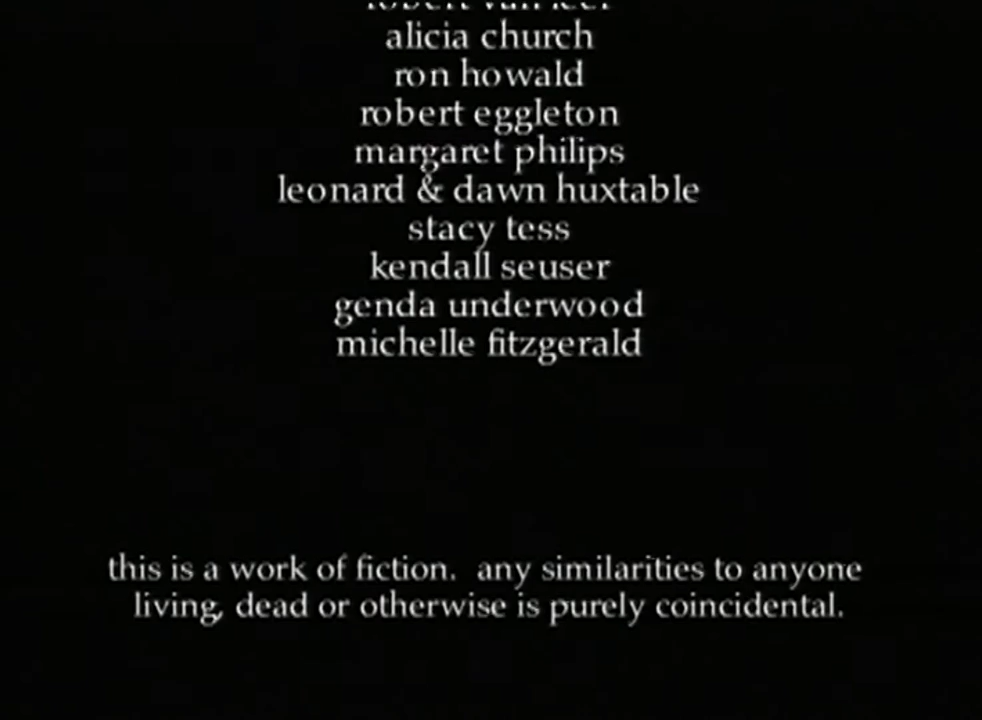 alicia church
ron howald
robert eggleton
margaret philips
leonard & dawn huxtable
stacy tess
kendall seuser
genda underwood
michelle fitzgerald
this is a work of fiction. any similarities to anyone
living, dead or otherwise is purely coincidental.